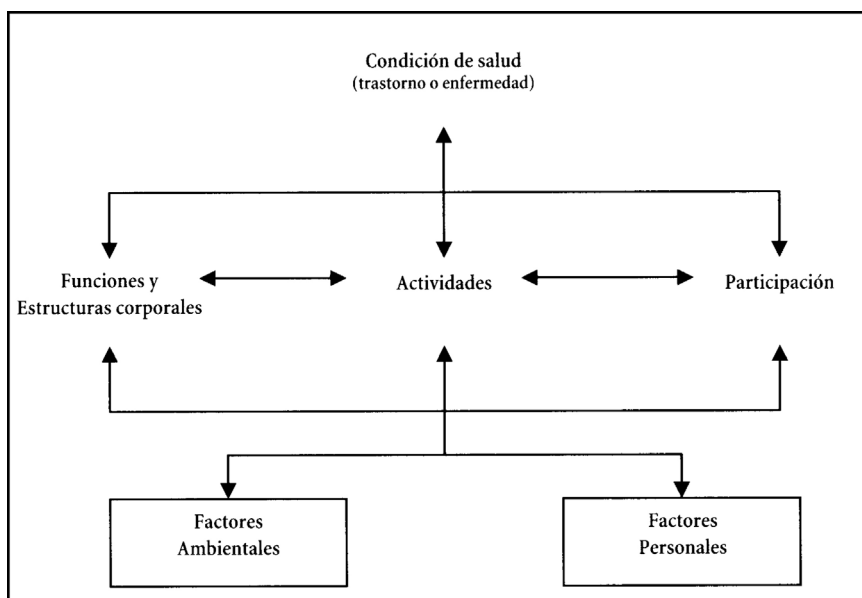 Condición de salud
(trastorno o enfermedad)
Funciones y
Estructuras corporales
Actividades
Participación
Factores
Ambientales
Factores
Personales